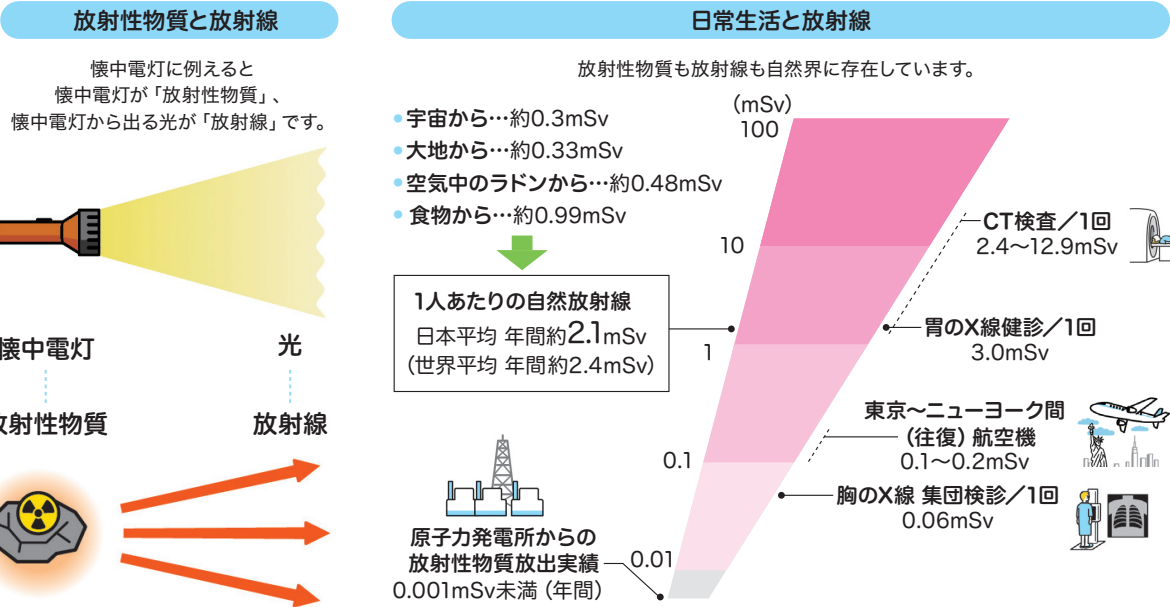 放射性物質と放射線
懐中電灯に例えると
懐中電灯が「放射性物質」、
懐中電灯から出る光が「放射線」です。
懐中電灯
光
放射性物質
放射線
日常生活と放射線
放射性物質も放射線も自然界に存在しています。
•宇宙から…約0.3mSv
•大地から…約0.33mSv
•空気中のラドンから…約0.48mSv
• 食物から…約0.99mSv
1人あたりの自然放射線
日本平均 年間約2.1mSv
(世界平均 年間約2.4mSv)
原子力発電所からの
放射性物質放出実績
0.001mSv未満(年間)
(mSv)
100
10
1
0.1
0.01
CT検査/1回
2.4〜12.9mSv
胃のX線健診/1回
3.0mSv
東京〜ニューヨーク間
(往復)航空機
0.1〜0.2mSv
胸のX線 集団検診/1回
0.06mSv